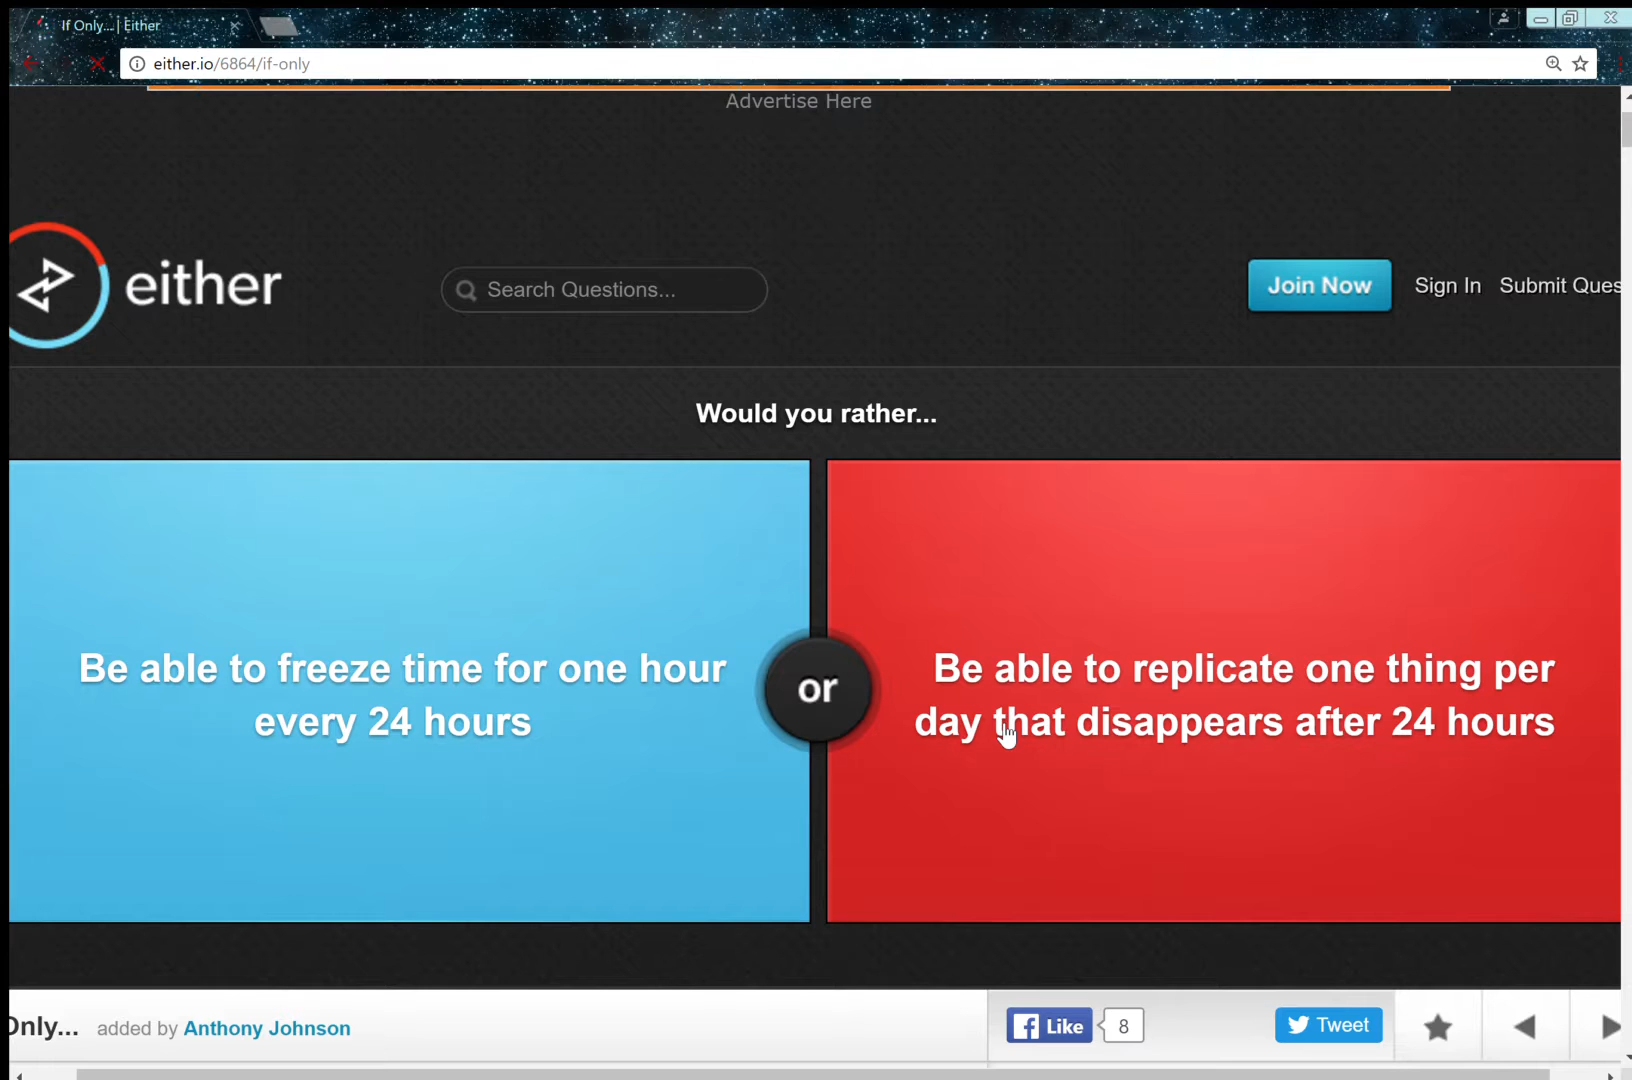 If Only... | Either
either.io/6864/if-only
Advertise Here
either
Search Questions...
Join Now
Sign In
Submit Ques
Would you rather...
Be able to freeze time for one hour
every 24 hours
or
Be able to replicate one thing per
day that disappears after 24 hours
Only... added by Anthony Johnson
Like
8
Tweet